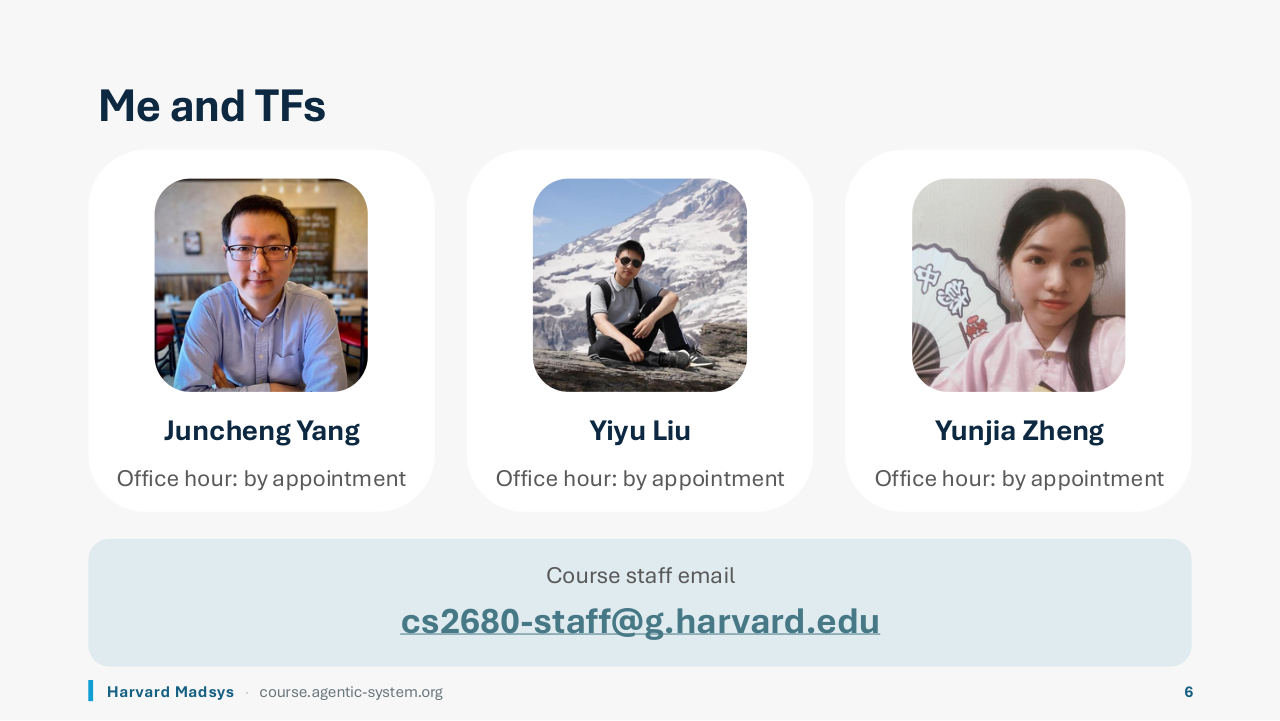 Me and TFs
Juncheng Yang
Office hour: by appointment
Yiyu Liu
Office hour: by appointment
Yunjia Zheng
Office hour: by appointment
Course staff email
cs2680-staff@g.harvard.edu
Harvard Madsys · course.agentic-system.org
6